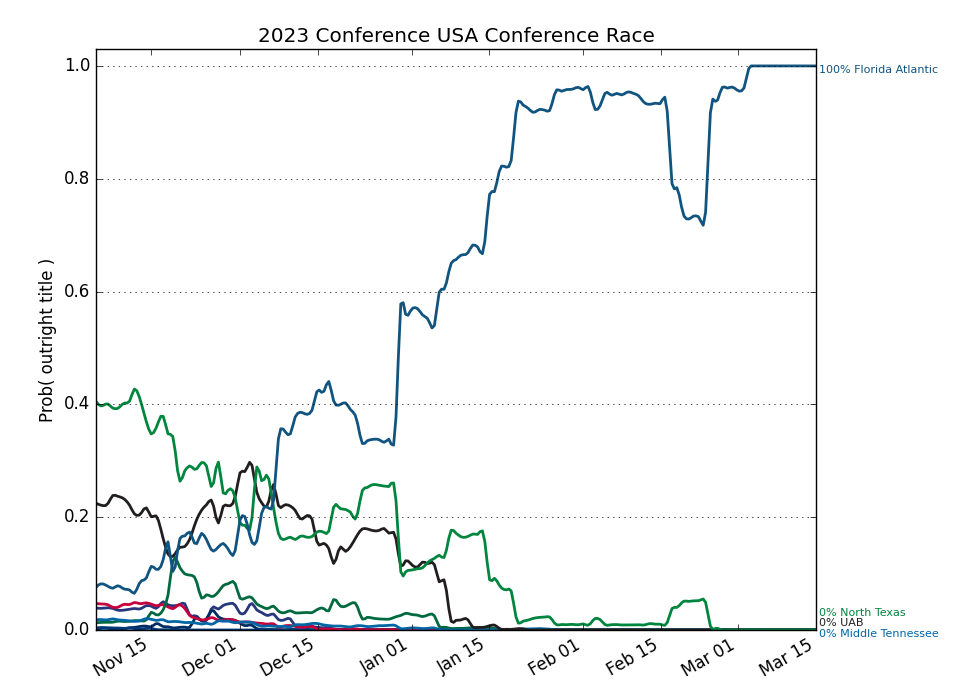 2023 Conference USA Conference Race
Prob( outright title )
1.0
0.8
0.6
0.4
0.2
0.0
100% Florida Atlantic
0% North Texas
0% UAB
0% Middle Tennessee
Nov 15
Dec 01
Dec 15
Jan 01
Jan 15
Feb 01
Feb 15
Mar 01
Mar 15